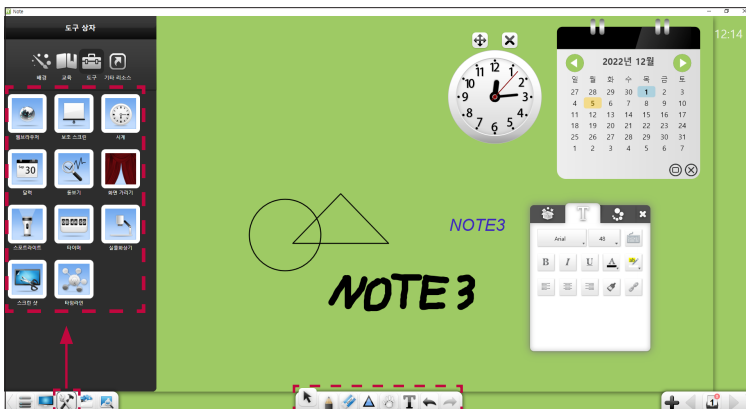 Note
도구 상자
배경 교육 도구 기타 리소스
웹브라우저 보조 스크린 시계
30
달력 돋보기 화면 가리기
00 00 00
스포트라이트 타이머 실물화상기
스크린 샷 타임라인
12 1 2 3 4 5 6 7 8 9 10 11
12:14
2022년 12월
일 월 화 수 목 금 토
27 28 29 30 1 2 3
4 5 6 7 8 9 10
11 12 13 14 15 16 17
18 19 20 21 22 23 24
25 26 27 28 29 30 31
1 2 3 4 5 6 7
NOTE3
NOTE3
T
Arial 48
B I U A
T
1